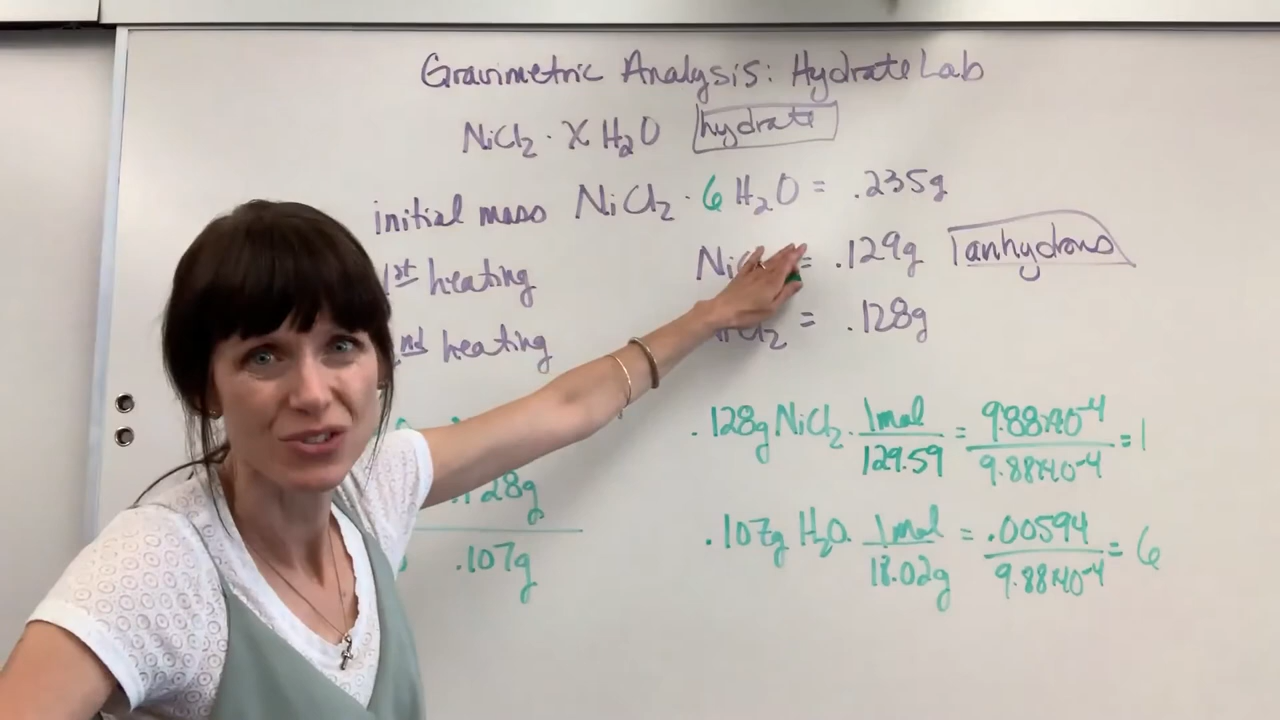 Gravimetric Analysis: Hydrate Lab
NiCl2 · X H2O hydrate
initial mass NiCl2 · 6 H2O = .235g
1st heating = .129g anhydrous
heating = .128g
.128g NiCl2 · 1mol / 129.59 = 9.88x10-4 / 9.88x10-4 = 1
.128g
.107g H2O · 1mol / 18.02g = .00594 / 9.88x10-4 = 6
.107g